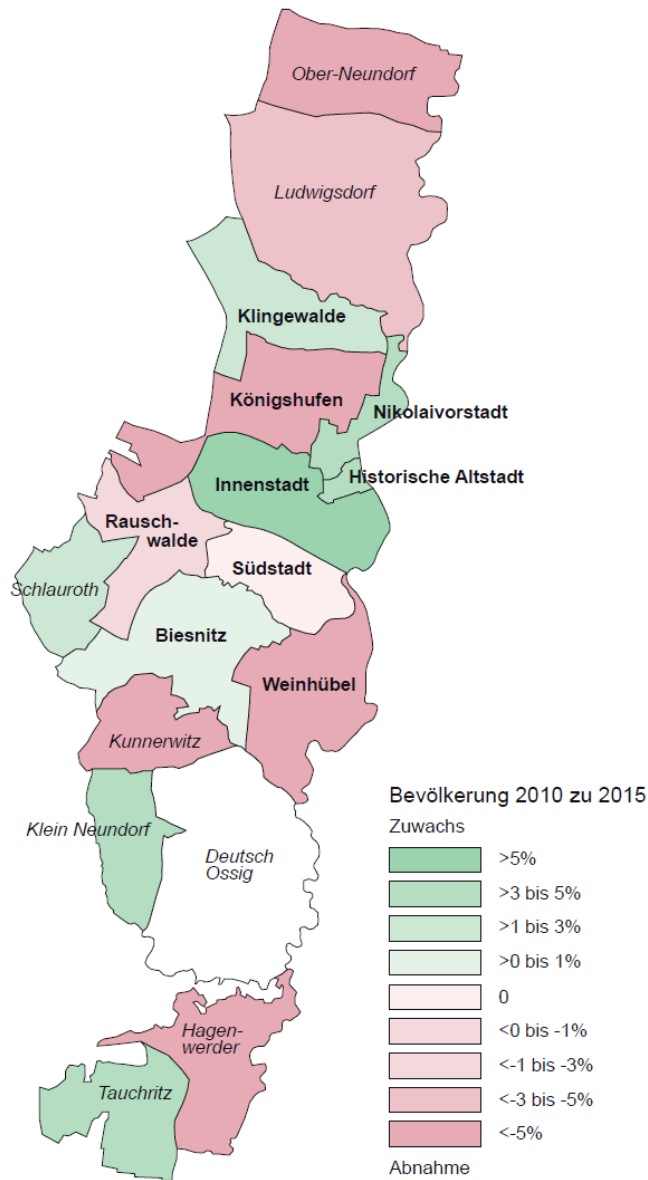 Ober-Neundorf
Ludwigsdorf
Klingewalde
Königshufen
Nikolaivorstadt
Historische Altstadt
Innenstadt
Rausch-
walde
Südstadt
Schlauroth
Biesnitz
Weinhübel
Kunnerwitz
Klein Neundorf
Deutsch
Ossig
Hagen-
werder
Tauchritz
Bevölkerung 2010 zu 2015
Zuwachs
>5%
>3 bis 5%
>1 bis 3%
>0 bis 1%
0
<0 bis -1%
<-1 bis -3%
<-3 bis -5%
<-5%
Abnahme